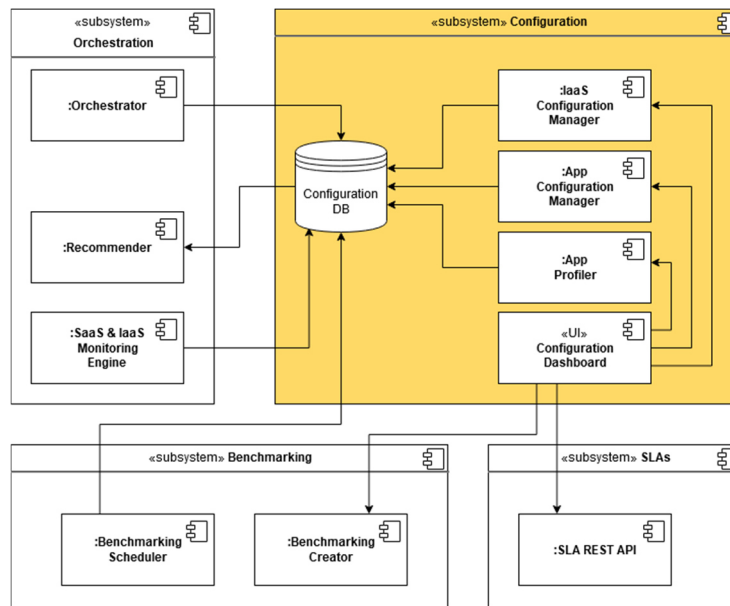 «subsystem»
Orchestration
«subsystem» Configuration
:Orchestrator
:IaaS
Configuration
Manager
Configuration
DB
:App
Configuration
Manager
:Recommender
:App
Profiler
:SaaS & IaaS
Monitoring
Engine
«UI»
Configuration
Dashboard
«subsystem» Benchmarking
«subsystem» SLAs
:Benchmarking
Scheduler
:Benchmarking
Creator
:SLA REST API